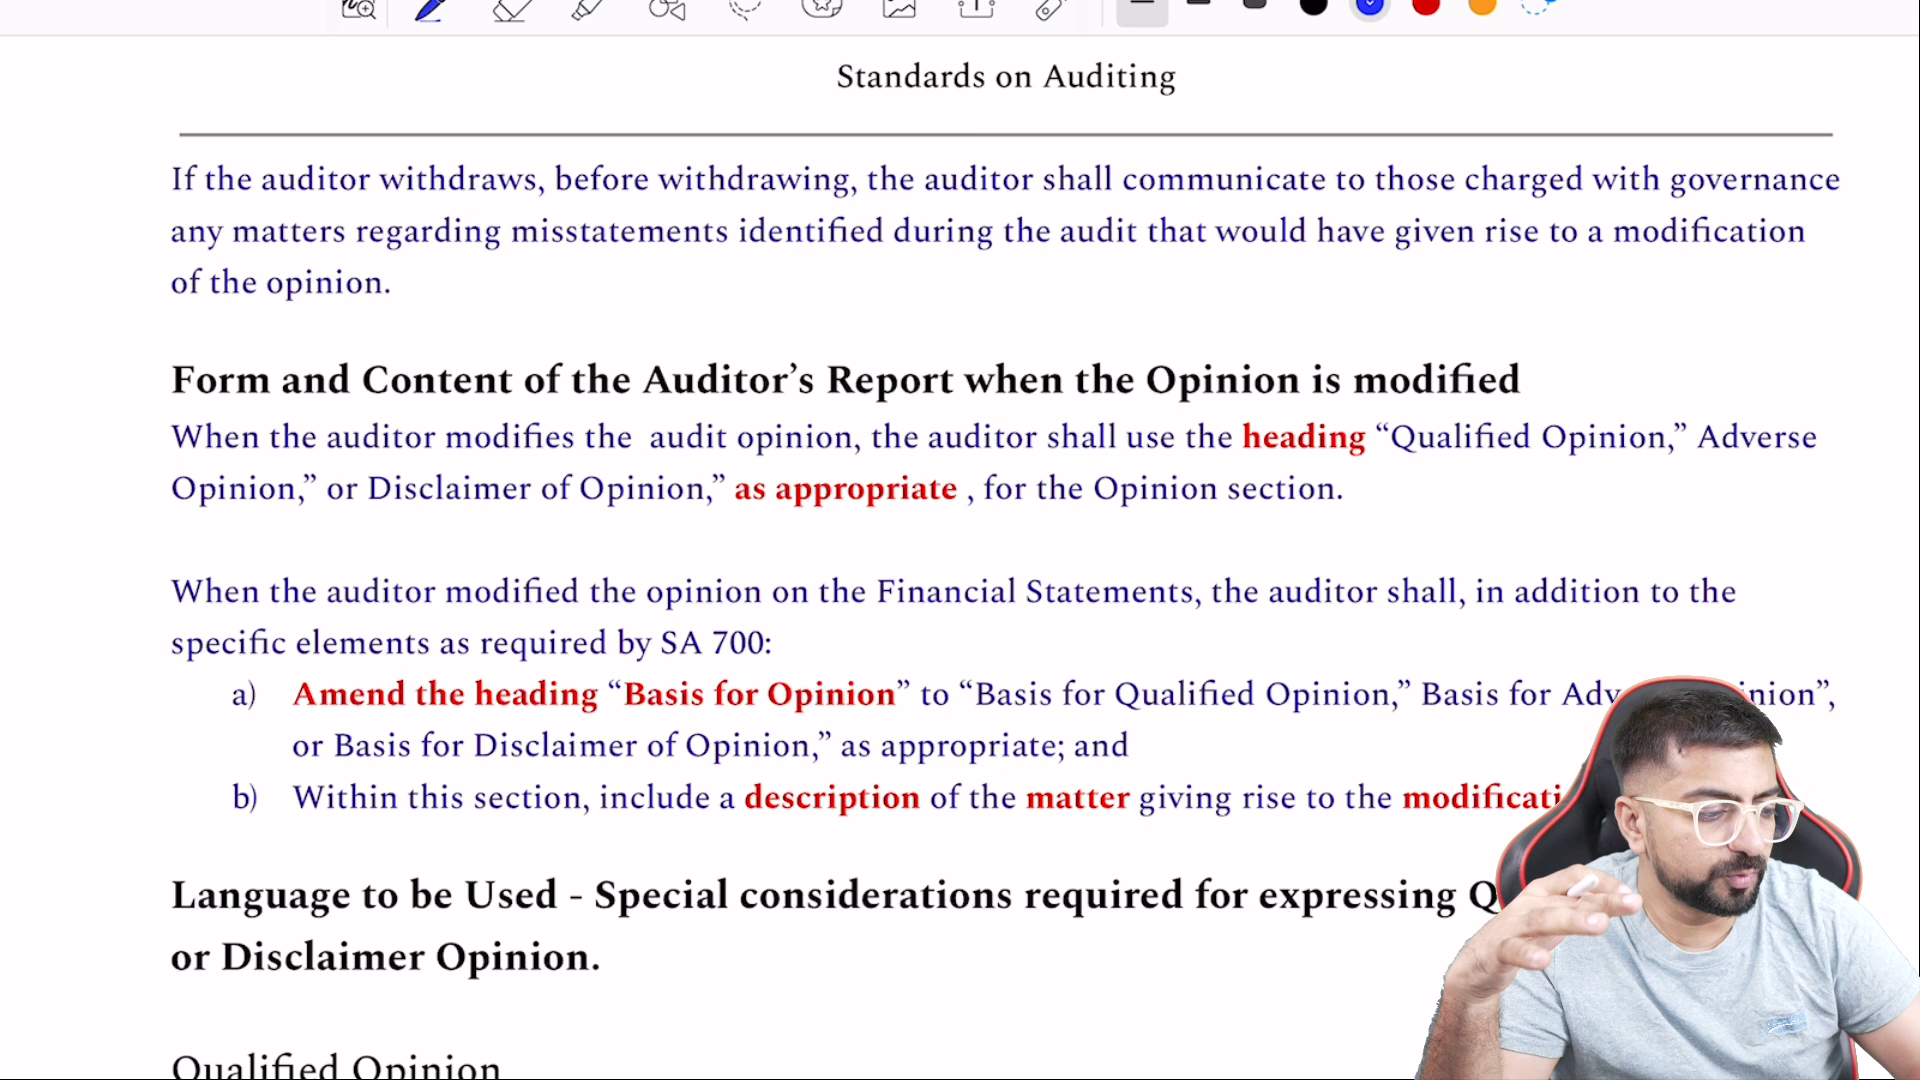 Standards on Auditing
If the auditor withdraws, before withdrawing, the auditor shall communicate to those charged with governance
any matters regarding misstatements identified during the audit that would have given rise to a modification
of the opinion.
Form and Content of the Auditor’s Report when the Opinion is modified
When the auditor modifies the audit opinion, the auditor shall use the heading “Qualified Opinion,” Adverse
Opinion,” or Disclaimer of Opinion,” as appropriate , for the Opinion section.
When the auditor modified the opinion on the Financial Statements, the auditor shall, in addition to the
specific elements as required by SA 700:
a) Amend the heading “Basis for Opinion” to “Basis for Qualified Opinion,” Basis for
or Basis for Disclaimer of Opinion,” as appropriate; and
b) Within this section, include a description of the matter giving rise to the
Language to be Used - Special considerations required for expressing
or Disclaimer Opinion.
Qualified Opinion